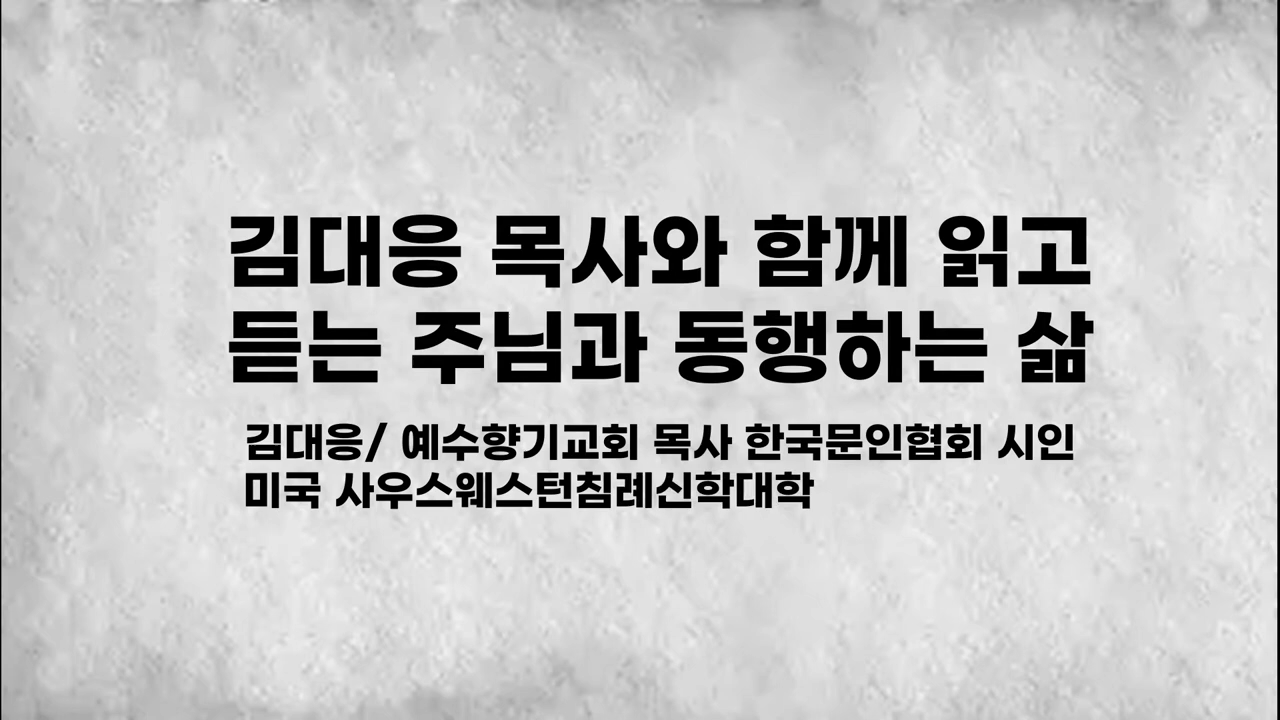 김대응 목사와 함께 읽고
듣는 주님과 동행하는 삶
김대응/ 예수향기교회 목사 한국문인협회 시인
미국 사우스웨스턴침례신학대학